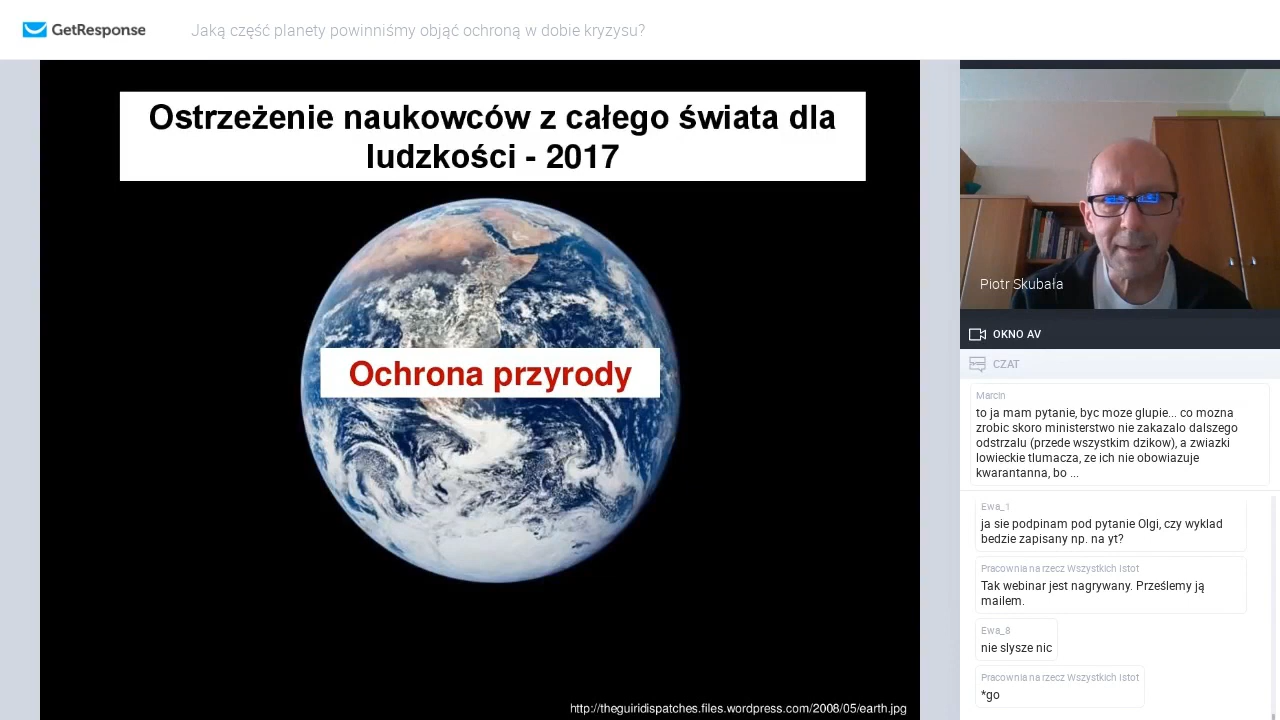 GetResponse
Jaką część planety powinniśmy objąć ochroną w dobie kryzysu?
Ostrzeżenie naukowców z całego świata dla
ludzkości - 2017
Ochrona przyrody
http://theguiridispatches.files.wordpress.com/2008/05/earth.jpg
Piotr Skubała
OKNO AV
CZAT
Marcin
to ja mam pytanie, byc moze glupie... co mozna
zrobic skoro ministerstwo nie zakazalo dalszego
odstrzalu (przede wszystkim dzikow), a zwiazki
lowieckie tlumacza, ze ich nie obowiazuje
kwarantanna, bo ...
Ewa_1
ja sie podpinam pod pytanie Olgi, czy wyklad
bedzie zapisany np. na yt?
Pracownia na rzecz Wszystkich Istot
Tak webinar jest nagrywany. Prześlemy ją
mailem.
Ewa_8
nie slysze nic
Pracownia na rzecz Wszystkich Istot
*go